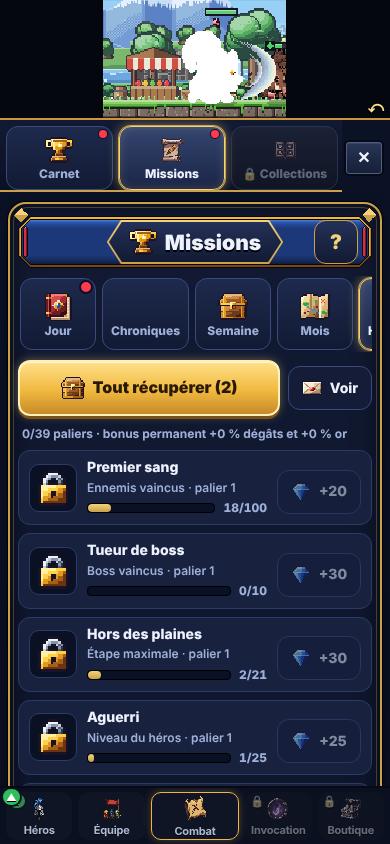 Carnet
Missions
Collections
×
Missions
?
Jour
Chroniques
Semaine
Mois
Tout récupérer (2)
Voir
0/39 paliers · bonus permanent +0 % dégâts et +0 % or
Premier sang
Ennemis vaincus · palier 1
18/100
+20
Tueur de boss
Boss vaincus · palier 1
0/10
+30
Hors des plaines
Étape maximale · palier 1
2/21
+30
Aguerri
Niveau du héros · palier 1
1/25
+25
Héros
Équipe
Combat
Invocation
Boutique